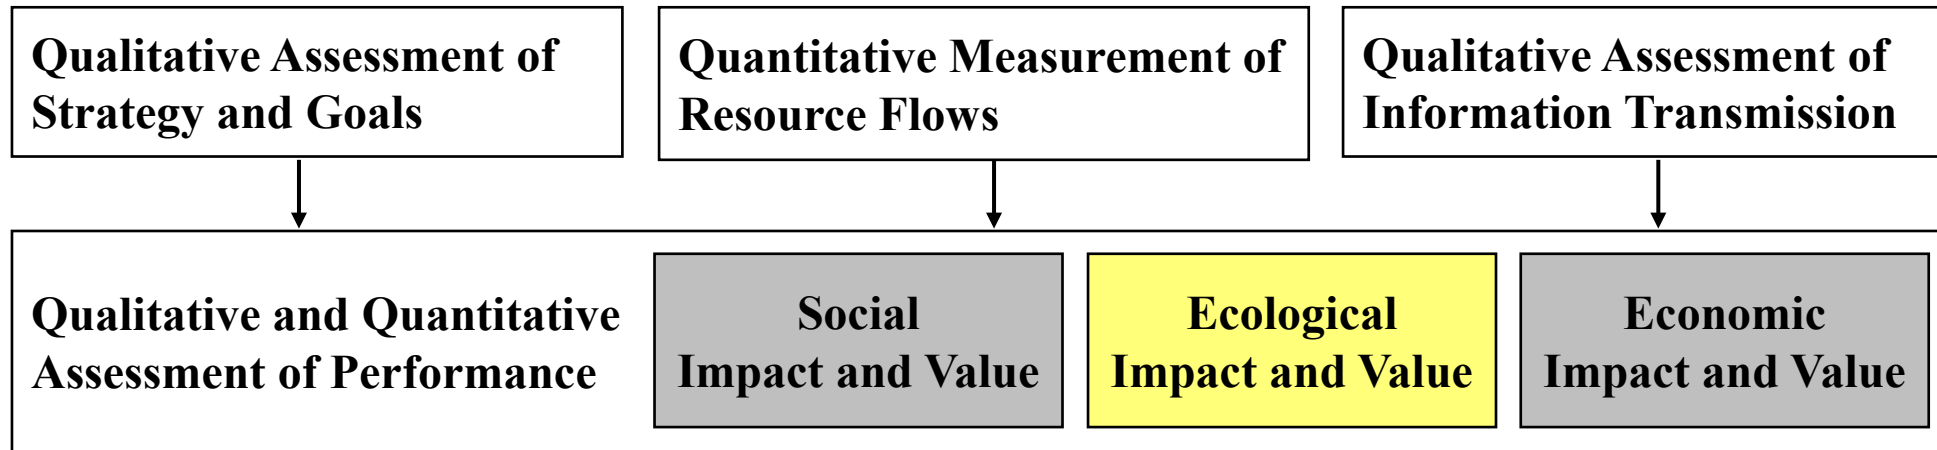 Qualitative Assessment of
Strategy and Goals
Quantitative Measurement of
Resource Flows
Qualitative Assessment of
Information Transmission
Qualitative and Quantitative
Assessment of Performance
Social
Impact and Value
Ecological
Impact and Value
Economic
Impact and Value